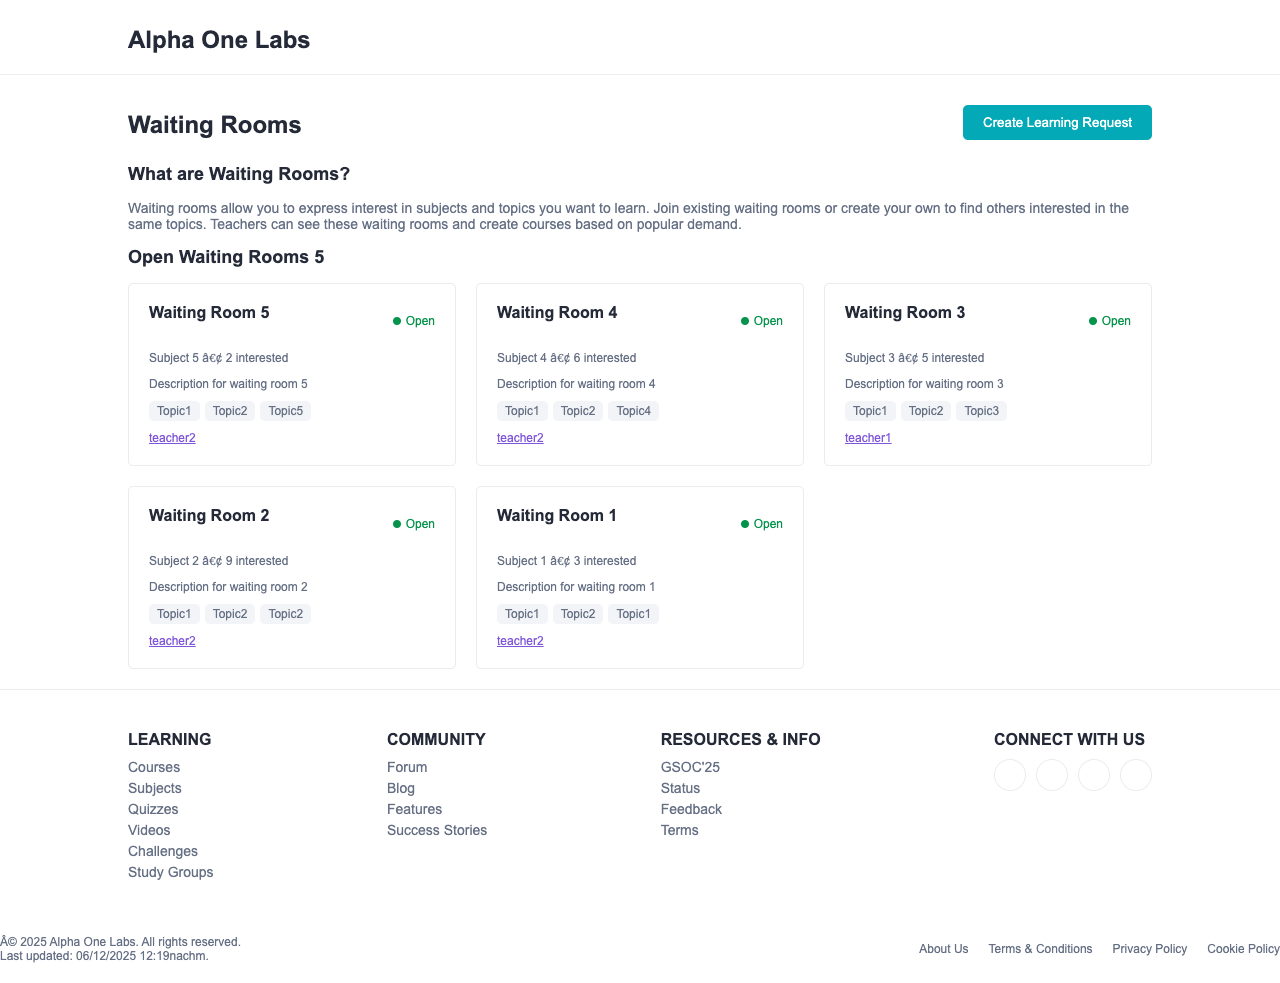 Alpha One Labs
Waiting Rooms
Create Learning Request
What are Waiting Rooms?
Waiting rooms allow you to express interest in subjects and topics you want to learn. Join existing waiting rooms or create your own to find others interested in the
same topics. Teachers can see these waiting rooms and create courses based on popular demand.
Open Waiting Rooms 5
Waiting Room 5
Open
Subject 5 â€¢ 2 interested
Description for waiting room 5
Topic1 Topic2 Topic5
teacher2
Waiting Room 4
Open
Subject 4 â€¢ 6 interested
Description for waiting room 4
Topic1 Topic2 Topic4
teacher2
Waiting Room 3
Open
Subject 3 â€¢ 5 interested
Description for waiting room 3
Topic1 Topic2 Topic3
teacher1
Waiting Room 2
Open
Subject 2 â€¢ 9 interested
Description for waiting room 2
Topic1 Topic2 Topic2
teacher2
Waiting Room 1
Open
Subject 1 â€¢ 3 interested
Description for waiting room 1
Topic1 Topic2 Topic1
teacher2
LEARNING
Courses
Subjects
Quizzes
Videos
Challenges
Study Groups
COMMUNITY
Forum
Blog
Features
Success Stories
RESOURCES & INFO
GSOC'25
Status
Feedback
Terms
CONNECT WITH US
Â© 2025 Alpha One Labs. All rights reserved.
Last updated: 06/12/2025 12:19nachm.
About Us Terms & Conditions Privacy Policy Cookie Policy